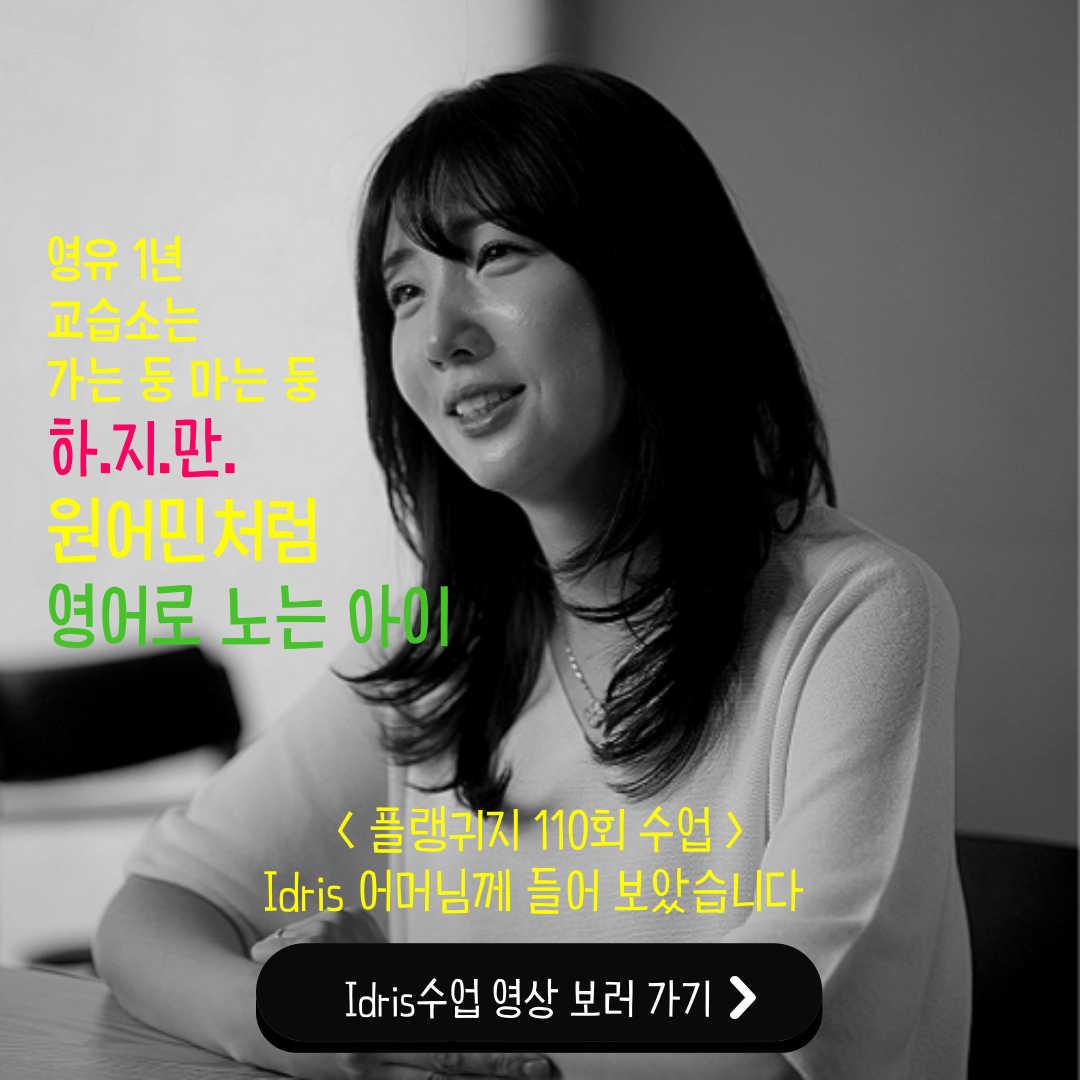 영유 1년
교습소는
가는 둥 마는 둥
하.지.만.
원어민처럼
영어로 노는 아이
< 플랭귀지 110회 수업 >
Idris 어머님께 들어 보았습니다
Idris수업 영상 보러 가기